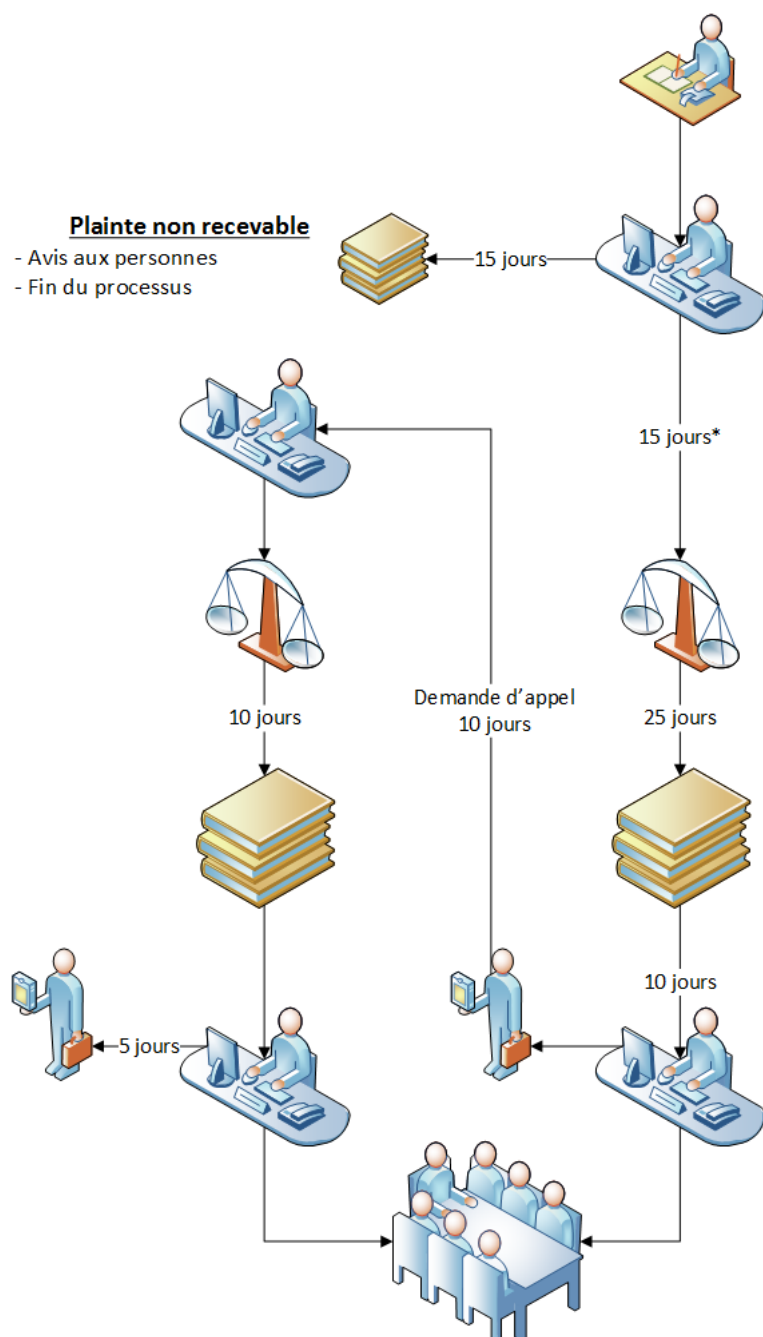 Plainte non recevable
- Avis aux personnes
- Fin du processus
15 jours
15 jours*
Demande d'appel
10 jours
10 jours
25 jours
10 jours
5 jours